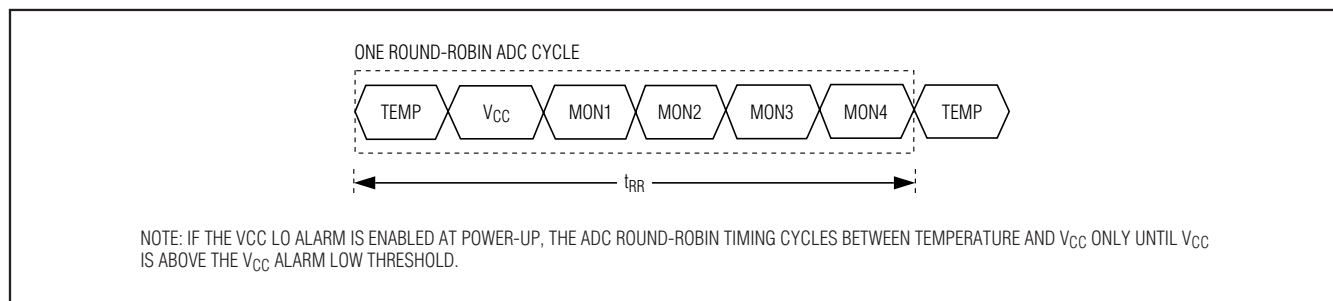 ONE ROUND-ROBIN ADC CYCLE
TEMP VCC MON1 MON2 MON3 MON4 TEMP
tRR
NOTE: IF THE VCC LO ALARM IS ENABLED AT POWER-UP, THE ADC ROUND-ROBIN TIMING CYCLES BETWEEN TEMPERATURE AND VCC ONLY UNTIL VCC
IS ABOVE THE VCC ALARM LOW THRESHOLD.